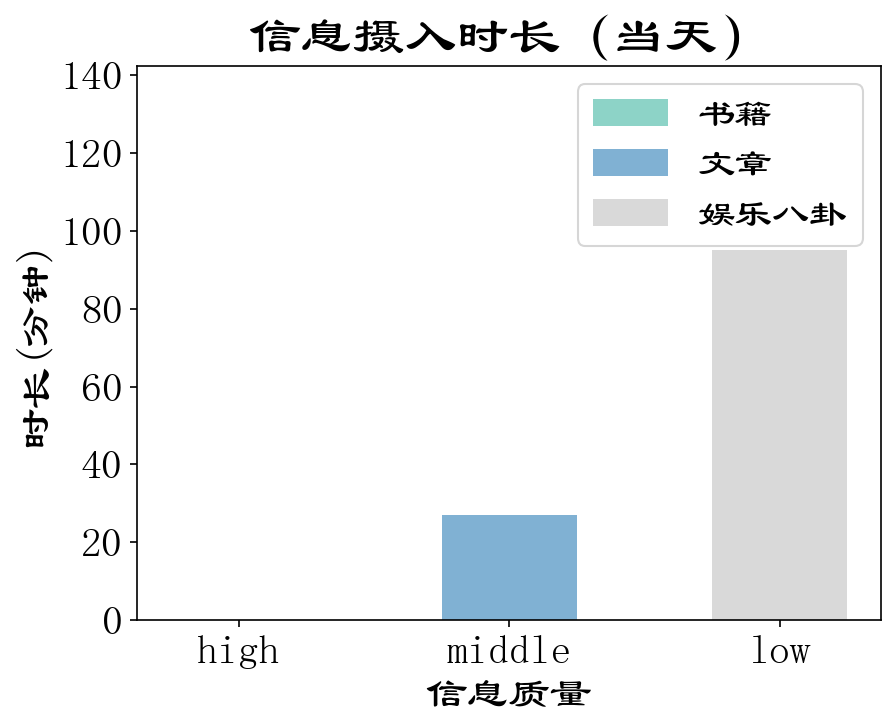 信息摄入时长（当天）
140
120
100
80
60
40
20
0
时长(分钟)
书籍
文章
娱乐八卦
high middle low
信息质量